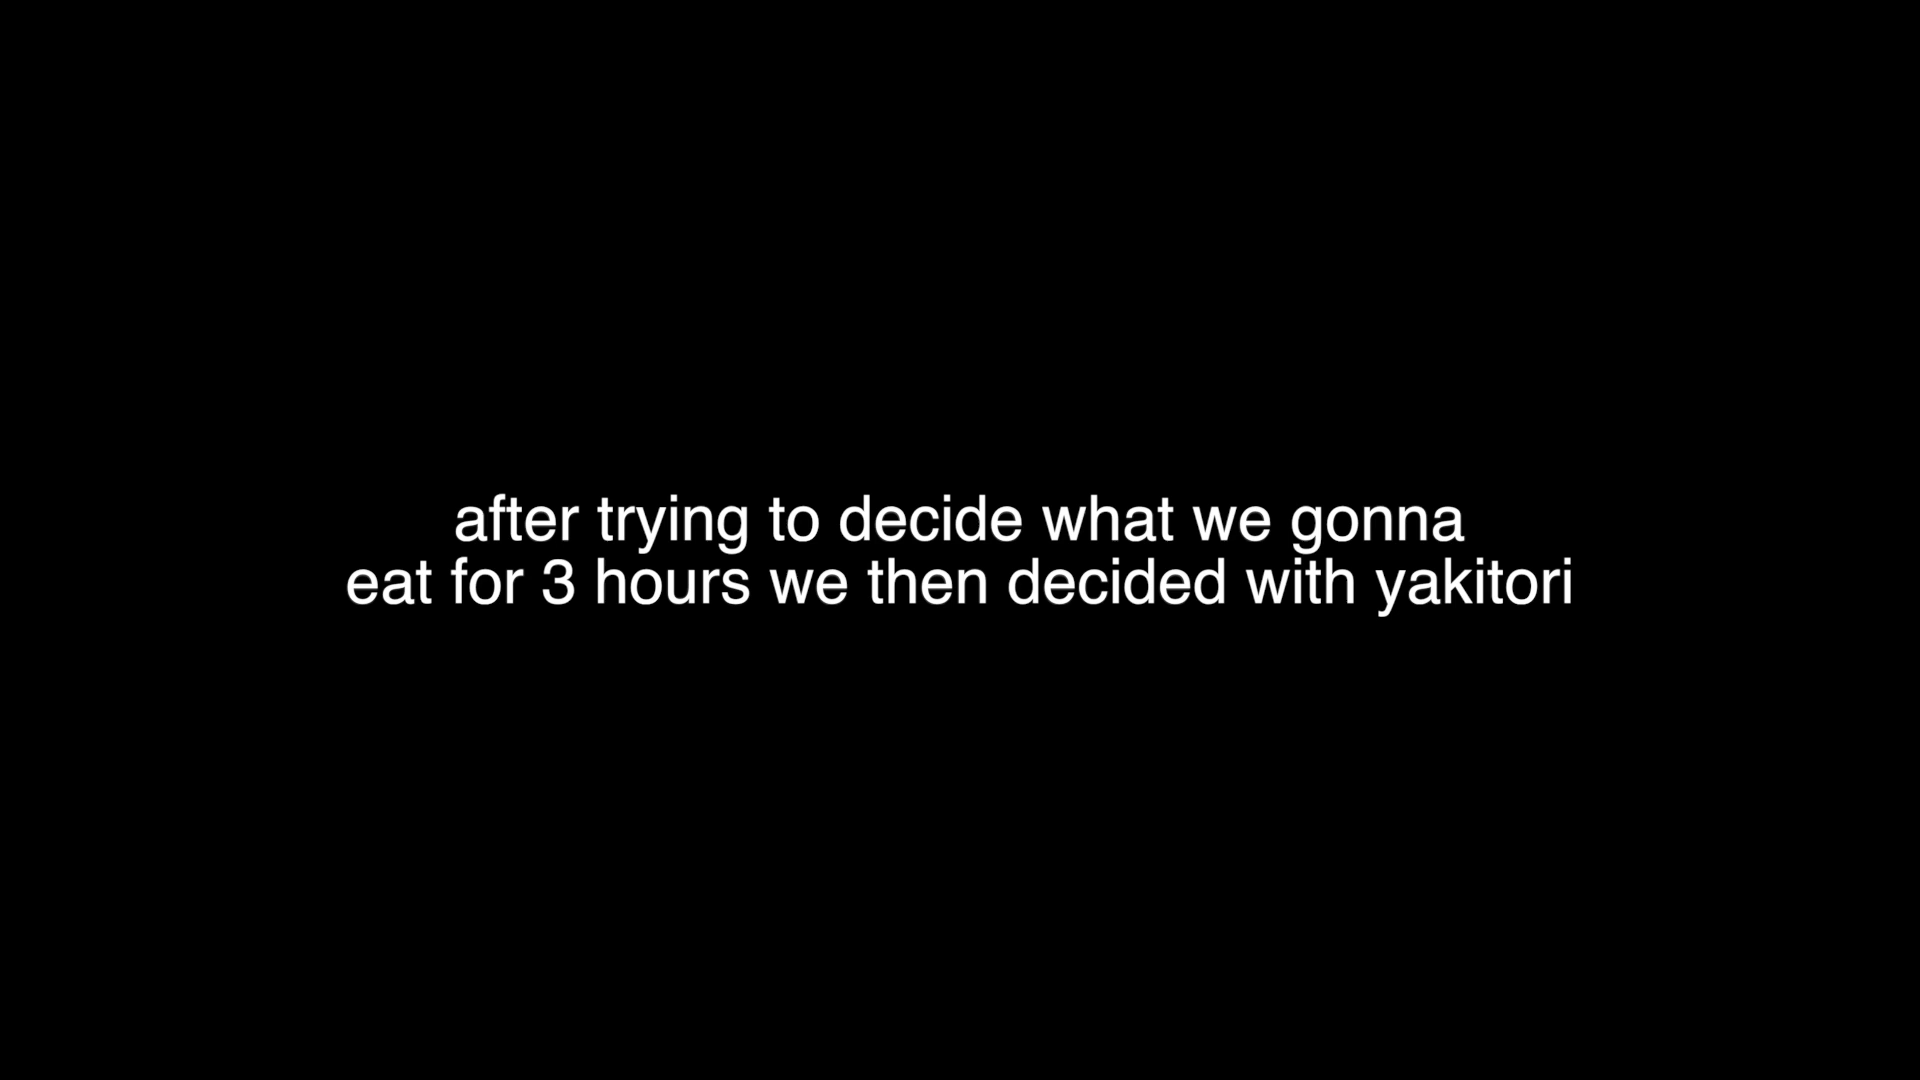 after trying to decide what we gonna
eat for 3 hours we then decided with yakitori